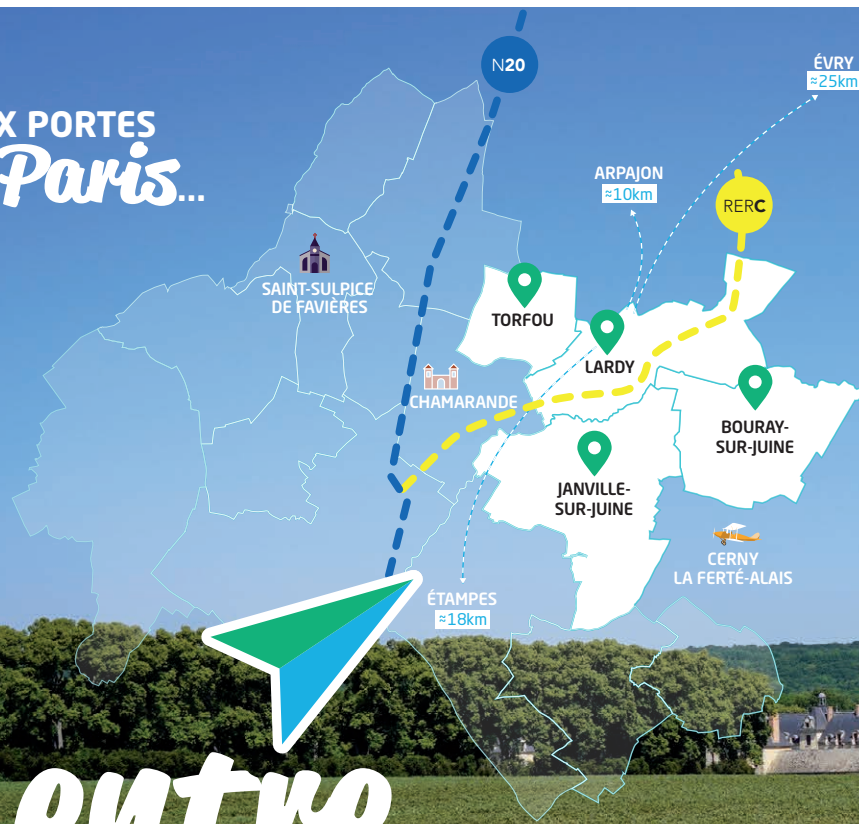 N20
ÉVRY
≈25km
X PORTES
Paris...
ARPAJON
≈10km
RERC
SAINT-SULPICE
DE FAVIÈRES
TORFOU
LARDY
CHAMARANDE
BOURAY-
SUR-JUINE
JANVILLE-
SUR-JUINE
CERNY
LA FERTÉ-ALAIS
ÉTAMPES
≈18km
entre